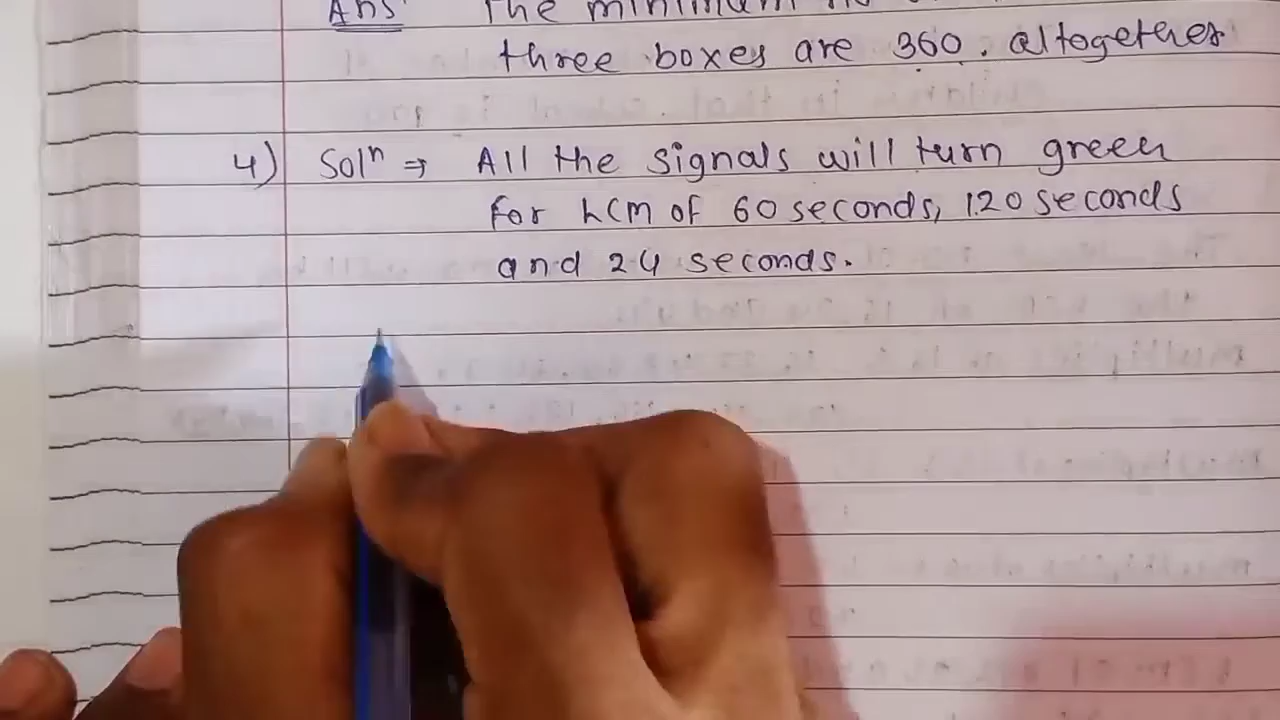 Ans The minimum
three boxes are 360. altogether
4) Solⁿ ⇒ All the signals will turn green
for LCM of 60 seconds, 120 seconds
and 24 seconds.